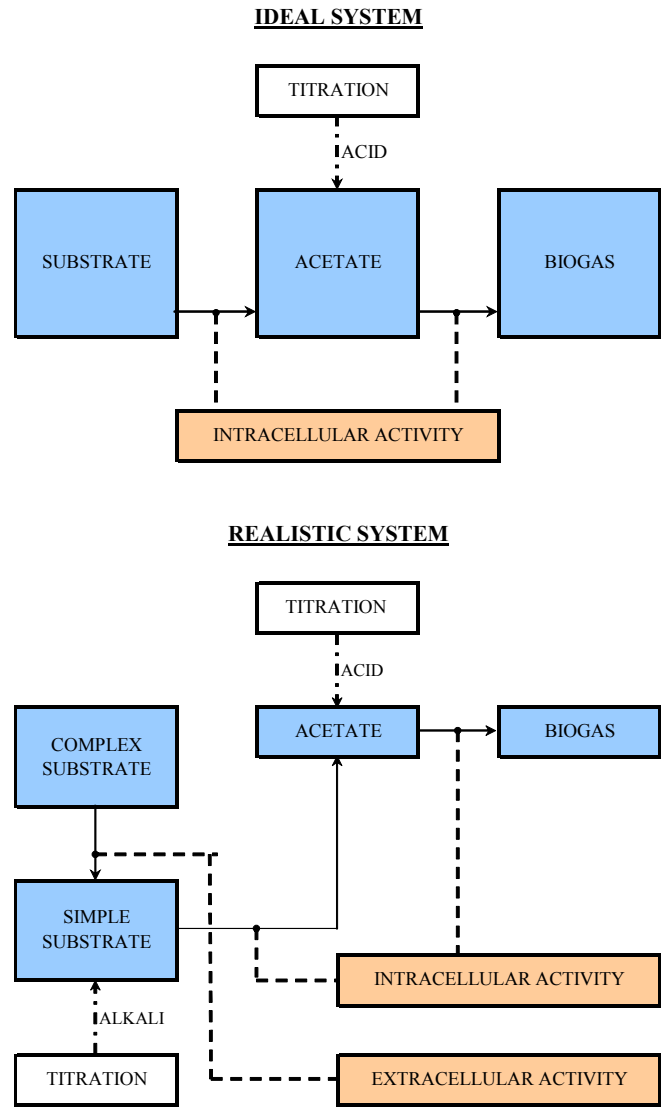 IDEAL SYSTEM
TITRATION
ACID
SUBSTRATE
ACETATE
BIOGAS
INTRACELLULAR ACTIVITY
REALISTIC SYSTEM
TITRATION
ACID
ACETATE
BIOGAS
COMPLEX
SUBSTRATE
SIMPLE
SUBSTRATE
INTRACELLULAR ACTIVITY
ALKALI
TITRATION
EXTRACELLULAR ACTIVITY